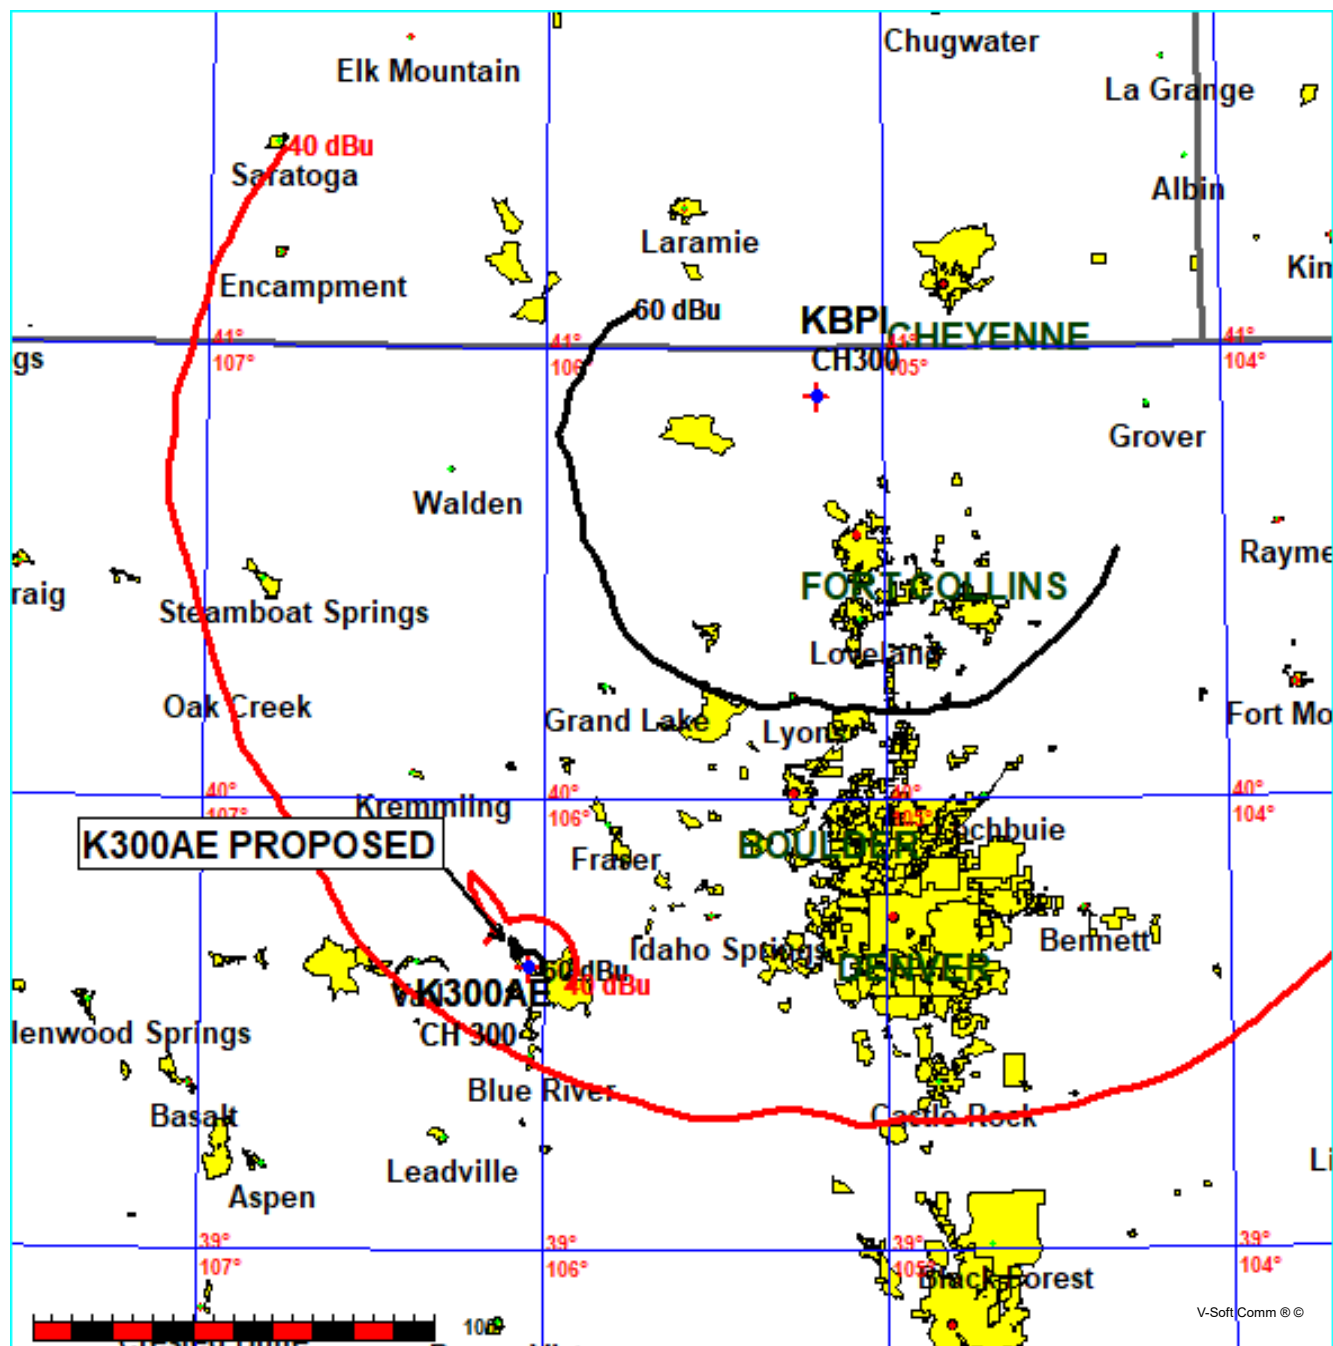 Chugwater
Elk Mountain
La Grange
40 dBu
Saratoga
Albin
Laramie
Encampment
60 dBu
KBPI
CHEYENNE
CH300
41°
107°
41°
106°
105°
41°
104°
gs
Grover
Walden
Rayme
raig
Steamboat Springs
FORT COLLINS
Loveland
Oak Creek
Grand Lake
Lyons
Fort Mo
40°
107°
40°
106°
40°
40°
104°
Kremmling
K300AE PROPOSED
Fraser
BOULDER
ochbuie
Idaho Springs
Bennett
DENVER
60 dBu
40 dBu
K300AE
CH 300
lenwood Springs
Blue River
Basalt
Castle Rock
Leadville
Aspen
Li
39°
107°
39°
106°
39°
105°
39°
104°
Black Forest
V-Soft Comm ® ©